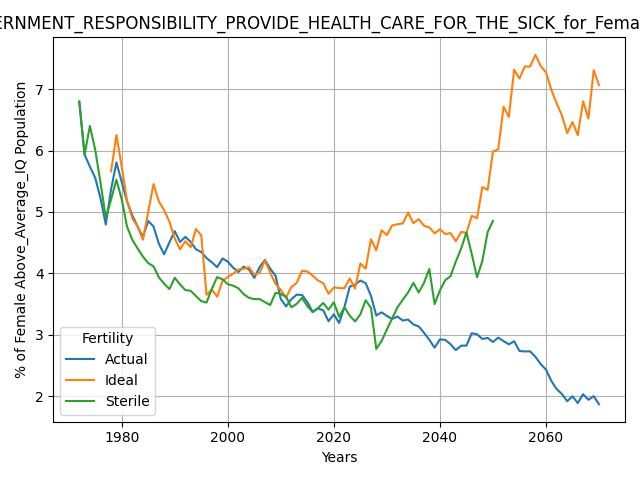 ERNMENT_RESPONSIBILITY_PROVIDE_HEALTH_CARE_FOR_THE_SICK_for_Fema
% of Female Above_Average_IQ Population
7
6
5
4
3
2
Fertility
Actual
Ideal
Sterile
1980
2000
2020
2040
2060
Years